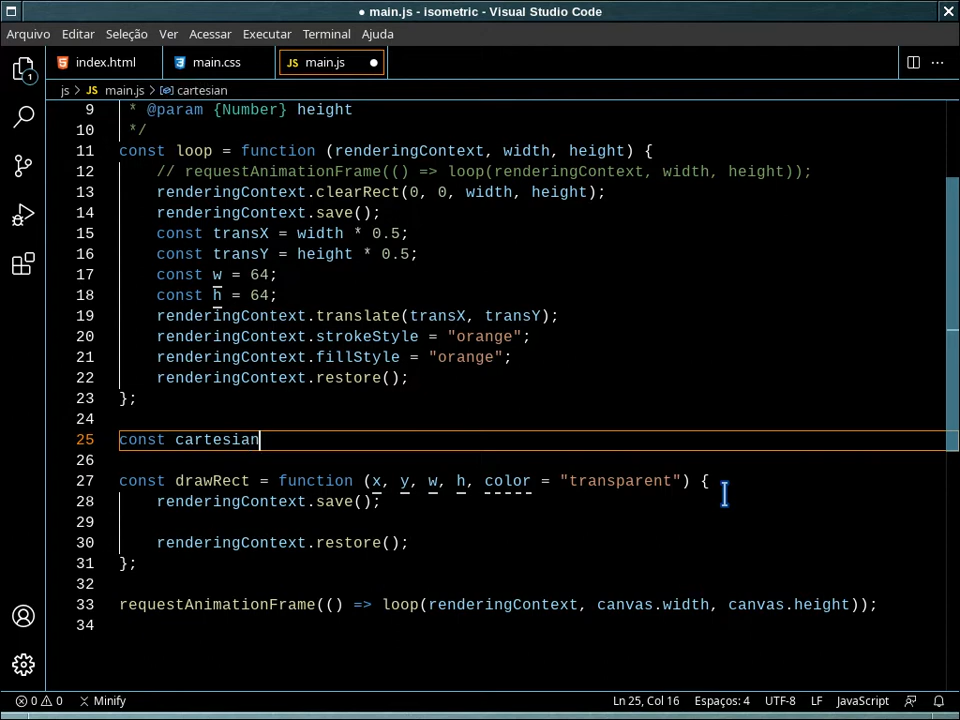 ● main.js - isometric - Visual Studio Code
Arquivo Editar Seleção Ver Acessar Executar Terminal Ajuda
index.html main.css JS main.js ●
js > JS main.js > cartesian
1
9 * @param {Number} height
10 */
11 const loop = function (renderingContext, width, height) {
12 // requestAnimationFrame(() => loop(renderingContext, width, height));
13 renderingContext.clearRect(0, 0, width, height);
14 renderingContext.save();
15 const transX = width * 0.5;
16 const transY = height * 0.5;
17 const w = 64;
18 const h = 64;
19 renderingContext.translate(transX, transY);
20 renderingContext.strokeStyle = "orange";
21 renderingContext.fillStyle = "orange";
22 renderingContext.restore();
23 };
24
25 const cartesian
26
27 const drawRect = function (x, y, w, h, color = "transparent") {
28 renderingContext.save();
29
30 renderingContext.restore();
31 };
32
33 requestAnimationFrame(() => loop(renderingContext, canvas.width, canvas.height));
34
0 0 Minify Ln 25, Col 16 Espaços: 4 UTF-8 LF JavaScript